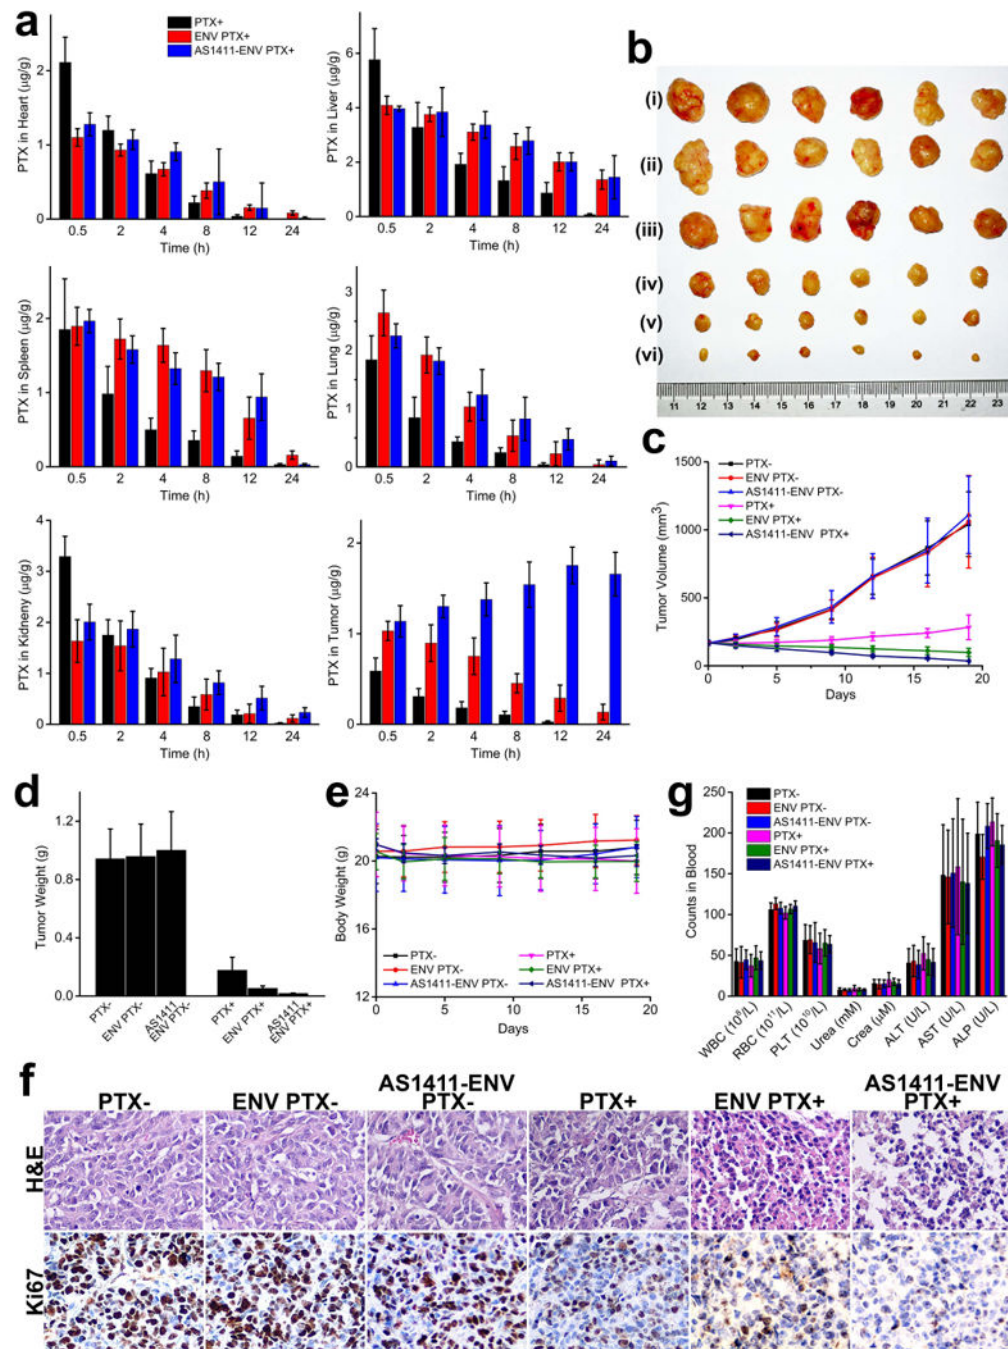 a
PTX+
ENV PTX+
AS1411-ENV PTX+
PTX in Heart (μg/g)
2
1
0
0.5 2 4 8 12 24
Time (h)
PTX in Liver (μg/g)
6
4
2
0
0.5 2 4 8 12 24
Time (h)
PTX in Spleen (μg/g)
2
1
0
0.5 2 4 8 12 24
Time (h)
PTX in Lung (μg/g)
3
2
1
0
0.5 2 4 8 12 24
Time (h)
PTX in Kidneny (μg/g)
4
3
2
1
0
0.5 2 4 8 12 24
Time (h)
PTX in Tumor (μg/g)
2
1
0
0.5 2 4 8 12 24
Time (h)
b
(i)
(ii)
(iii)
(iv)
(v)
(vi)
11 12 13 14 15 16 17 18 19 20 21 22 23
c
PTX-
ENV PTX-
AS1411-ENV PTX-
PTX+
ENV PTX+
AS1411-ENV PTX+
Tumor Volume (mm³)
1500
1000
500
0
0 5 10 15 20
Days
d
Tumor Weight (g)
1.2
0.8
0.4
0.0
PTX-
ENV PTX-
AS1411
ENV PTX-
PTX+
ENV PTX+
AS1411
ENV PTX+
e
Body Weight (g)
24
20
16
12
PTX-
ENV PTX-
AS1411-ENV PTX-
PTX+
ENV PTX+
AS1411-ENV PTX+
0 5 10 15 20
Days
g
PTX-
ENV PTX-
AS1411-ENV PTX-
PTX+
ENV PTX+
AS1411-ENV PTX+
Counts in Blood
250
200
150
100
50
0
WBC (10⁸/L)
RBC (10¹¹/L)
PLT (10¹⁰/L)
Urea (mM)
Crea (μM)
ALT (U/L)
AST (U/L)
ALP (U/L)
f
PTX-
ENV PTX-
AS1411-ENV
PTX-
PTX+
ENV PTX+
AS1411-ENV
PTX+
H&E
Ki67